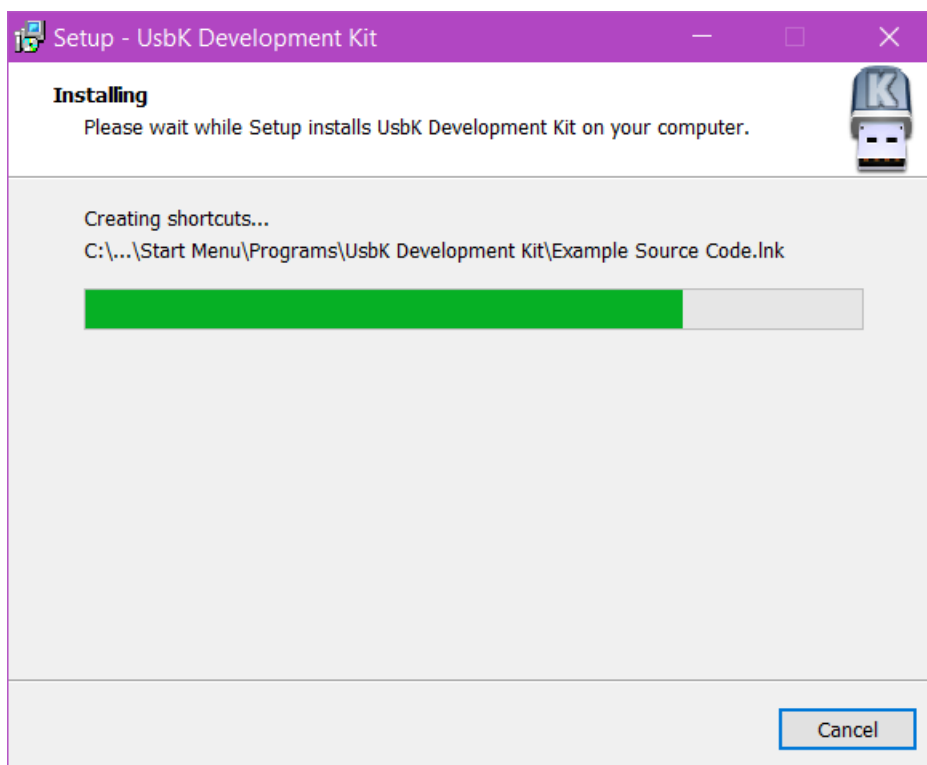 Setup - UsbK Development Kit
K
Installing
Please wait while Setup installs UsbK Development Kit on your computer.
Creating shortcuts...
C:\...\Start Menu\Programs\UsbK Development Kit\Example Source Code.lnk
Cancel